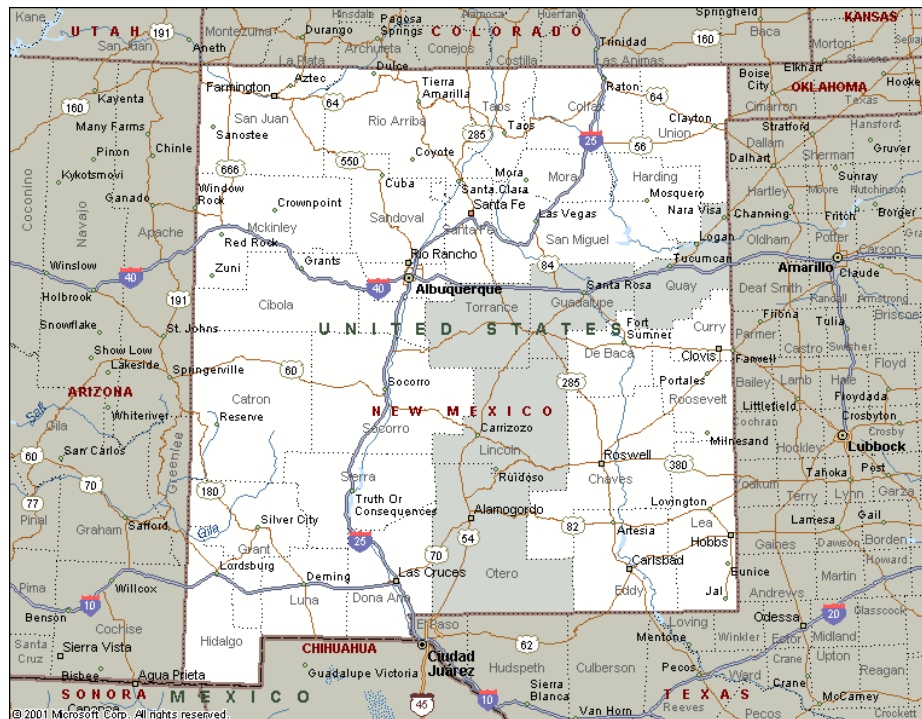 Kane
UTAH
191
San Juan
Aneth
Montezuma
Hinsdale
Durango
Pagosa
Springs
Archuleta
La Plata
Alamosa
COLORADO
Conejos
Costilla
Huerfano
Trinidad
Las Animas
160
Springfield
Baca
KANSAS
Morton
Stevens
Boise
City
Elkhart
Hooker
OKLAHOMA
Cimarron
Texas
160
Kayenta
Many Farms
Pinon
Chinle
Kykotsmovi
Ganado
Coconino
Navajo
Apache
Window
Rock
Farmington
Aztec
Dulce
64
San Juan
Sanostee
666
Tierra
Amarilla
Rio Arriba
550
Coyote
Cuba
Taos
285
Taos
Colfax
Raton
64
Clayton
Union
25
56
Mora
Mora
Harding
Mosquero
Nara Visa
Santa Clara
Santa Fe
Santa Fe
Las Vegas
San Miguel
Logan
Tucumcari
Crownpoint
Sandoval
McKinley
Red Rock
Zuni
Grants
Rio Rancho
40
Albuquerque
84
Santa Rosa
Quay
Guadalupe
Torrance
Stratford
Hansford
Dallam
Sherman
Gruver
Dalhart
Sunray
Hartley
Moore
Hutchinson
Channing
Fritch
Borger
Oldham
Potter
Carson
Amarillo
Claude
Deaf Smith
Randall
Armstrong
Briscoe
Winslow
40
Holbrook
191
Snowflake
St. Johns
Show Low
Lakeside
Springerville
ARIZONA
Whiteriver
Salt
Gila
60
San Carlos
70
77
Pinal
Graham
Safford
Greenlee
Cibola
UNITED STATES
60
Socorro
Catron
Reserve
NEW MEXICO
Socorro
Carrizozo
Lincoln
Ruidoso
Fort
Sumner
De Baca
285
Curry
Clovis
Portales
Roosevelt
Milnesand
Roswell
380
Chaves
Friona
Tulia
Parmer
Castro
Swisher
Farwell
Bailey
Lamb
Hale
Floyd
Floydada
Littlefield
Crosbyton
Cochran
Crosby
Hockley
Lubbock
Yoakum
Tahoka
Post
Terry
Lynn
Garza
Lamesa
Gail
Gaines
Dawson
Borden
Howard
Sierra
Truth Or
Consequences
180
Gila
Silver City
Grant
25
Alamogordo
54
82
Artesia
Lovington
Lea
Hobbs
Carlsbad
Eddy
Eunice
Jal
70
Lordsburg
Deming
Las Cruces
Luna
Dona Ana
Otero
Hidalgo
Andrews
Martin
Glasscock
20
Odessa
Ector
Midland
Loving
Winkler
Mentone
Crane
Upton
Reagan
Pima
10
Willcox
Benson
Cochise
Santa
Cruz
Sierra Vista
Bisbee
Agua Prieta
SONORA
Cananea
MEXICO
CHIHUAHUA
Guadalupe Victoria
El Paso
Ciudad
Juárez
45
62
Hudspeth
Culberson
10
Sierra
Blanca
Van Horn
Pecos
Ward
Reeves
TEXAS
Pecos
Crane
McCamey
Crockett
© 2001 Microsoft Corp. All rights reserved.